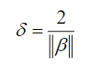 δ = 2 / ‖β‖